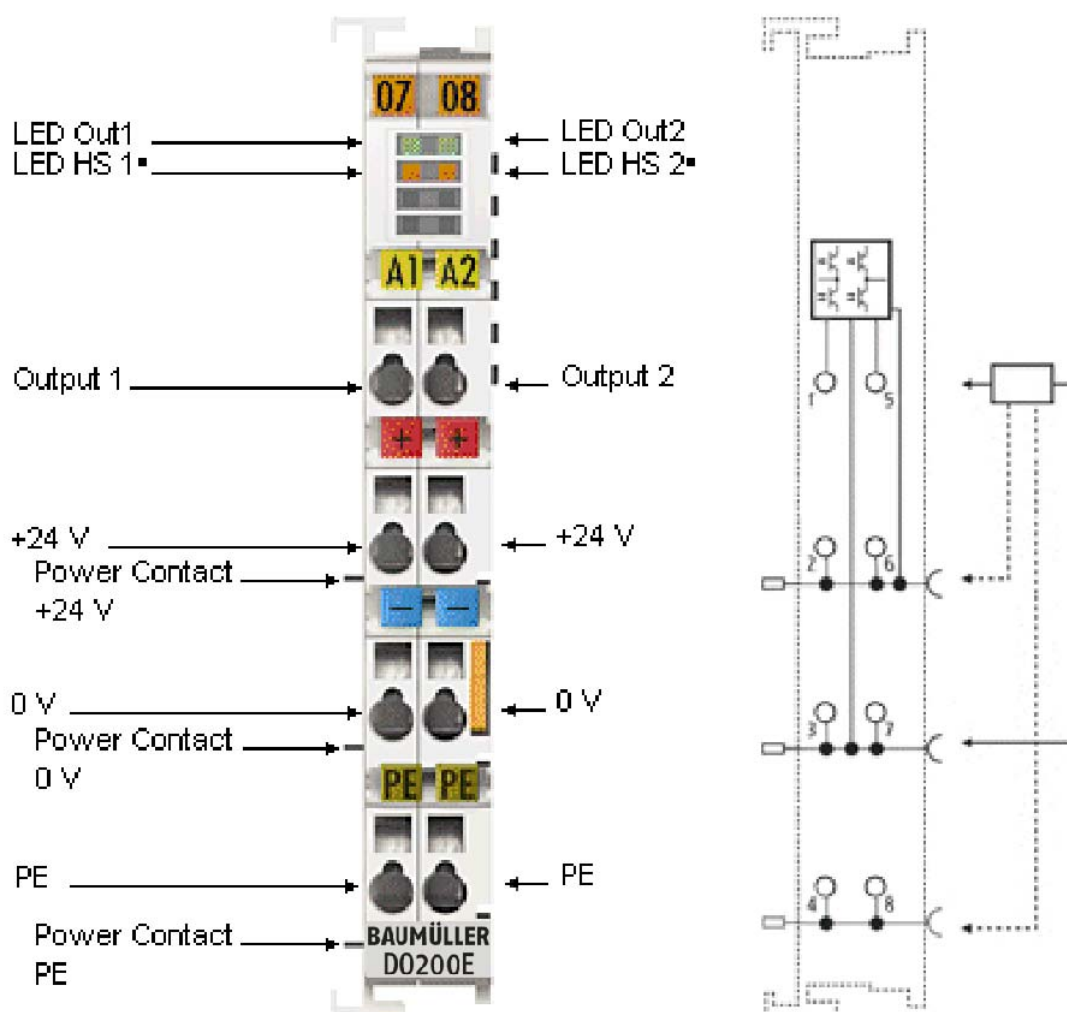 07 08
LED Out1
LED Out2
LED HS 1▪
LED HS 2▪
A1 A2
Output 1
Output 2
+ +
+24 V
+24 V
Power Contact
+24 V
− −
0 V
0 V
Power Contact
0 V
PE PE
PE
PE
Power Contact
PE
BAUMÜLLER
DO200E
1 5
2 6
3 7
4 8